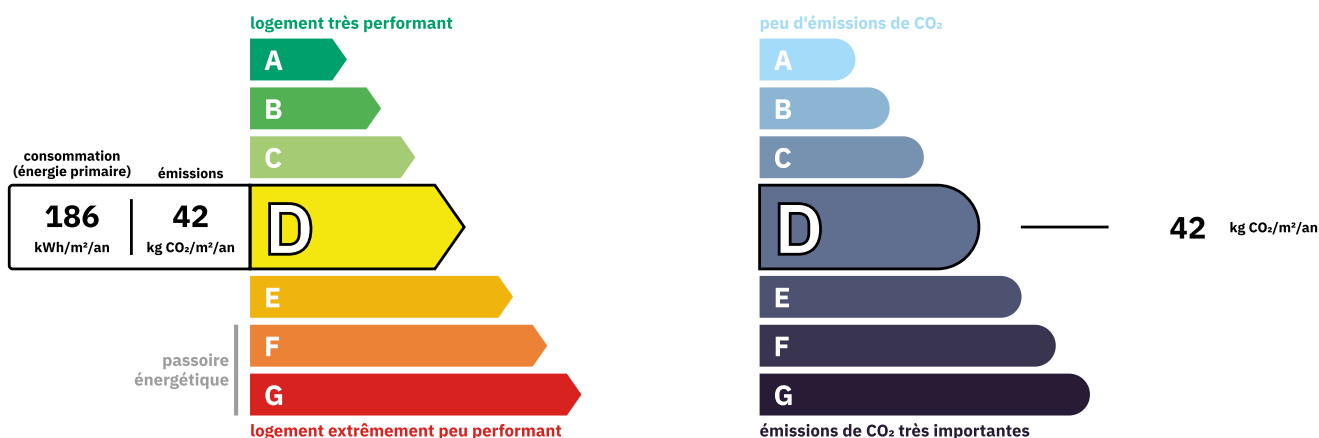 logement très performant
A
B
C
consommation
(énergie primaire)
émissions
186
kWh/m²/an
42
kg CO₂/m²/an
D
E
F
G
passoire
énergétique
logement extrêmement peu performant
peu d'émissions de CO₂
A
B
C
D
42 kg CO₂/m²/an
E
F
G
émissions de CO₂ très importantes